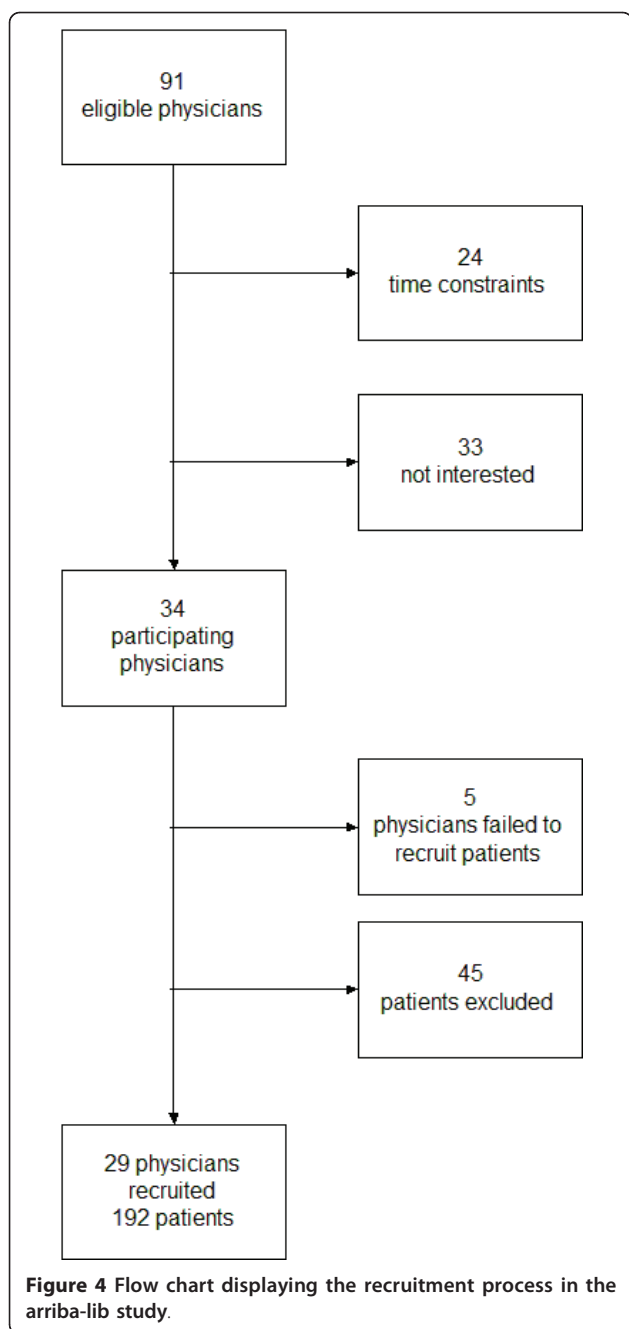 91
eligible physicians
24
time constraints
33
not interested
34
participating
physicians
5
physicians failed to
recruit patients
45
patients excluded
29 physicians
recruited
192 patients
Figure 4 Flow chart displaying the recruitment process in the
arriba-lib study.